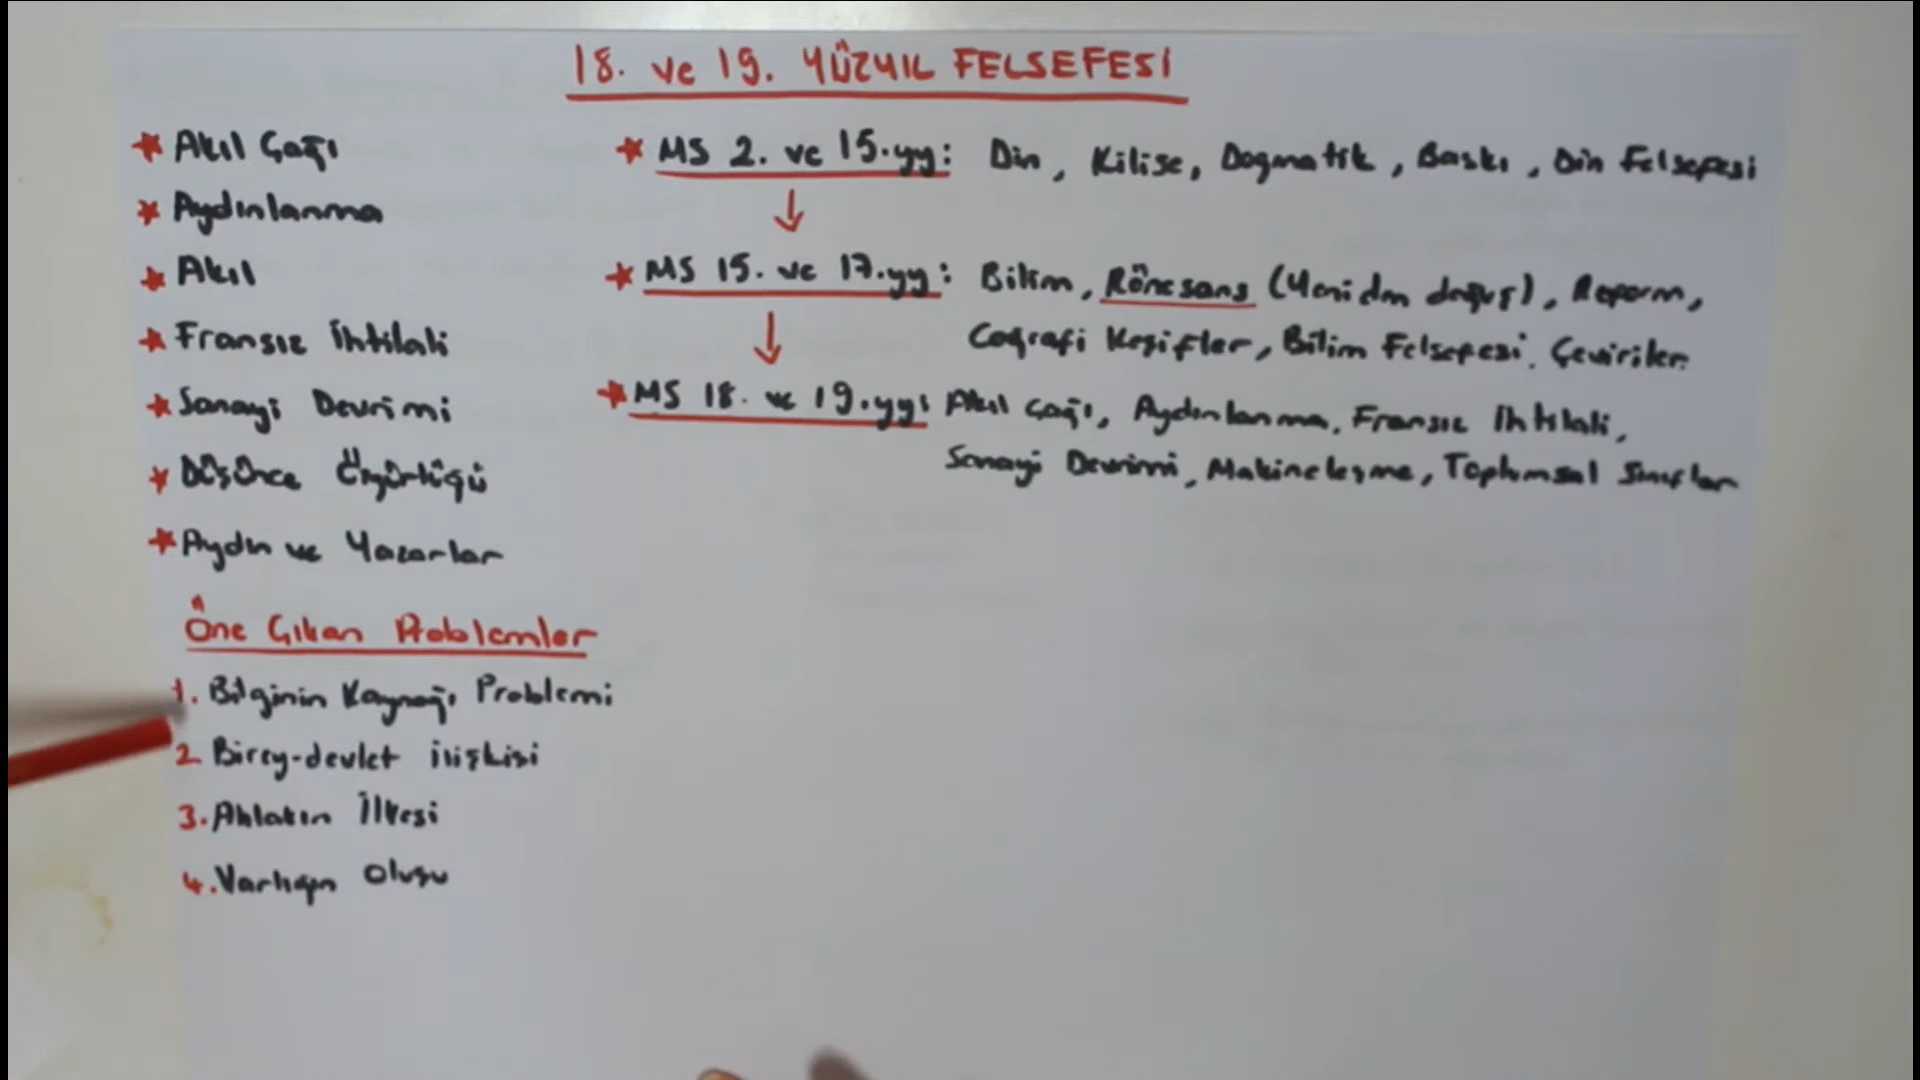 18. ve 19. YÜZYIL FELSEFESİ
★ Akıl Çağı
★ Aydınlanma
★ Akıl
★ Fransız İhtilali
★ Sanayi Devrimi
★ Düşünce Özgürlüğü
★ Aydın ve Yazarlar
Öne Çıkan Problemler
1. Bilginin Kaynağı Problemi
2 Birey-devlet ilişkisi
3. Ahlakın İlkesi
4. Varlığın Oluşu
★ MS 2. ve 15.yy: Din, Kilise, Dogmatik, Baskı, Din Felsefesi
↓
★ MS 15. ve 17.yy: Bilim, Rönesans (Yeniden doğuş), Reform,
Coğrafi Keşifler, Bilim Felsefesi. Çeviriler
↓
★ MS 18. ve 19.yy: Akıl Çağı, Aydınlanma, Fransız İhtilali,
Sanayi Devrimi, Makineleşme, Toplumsal Sınıflar